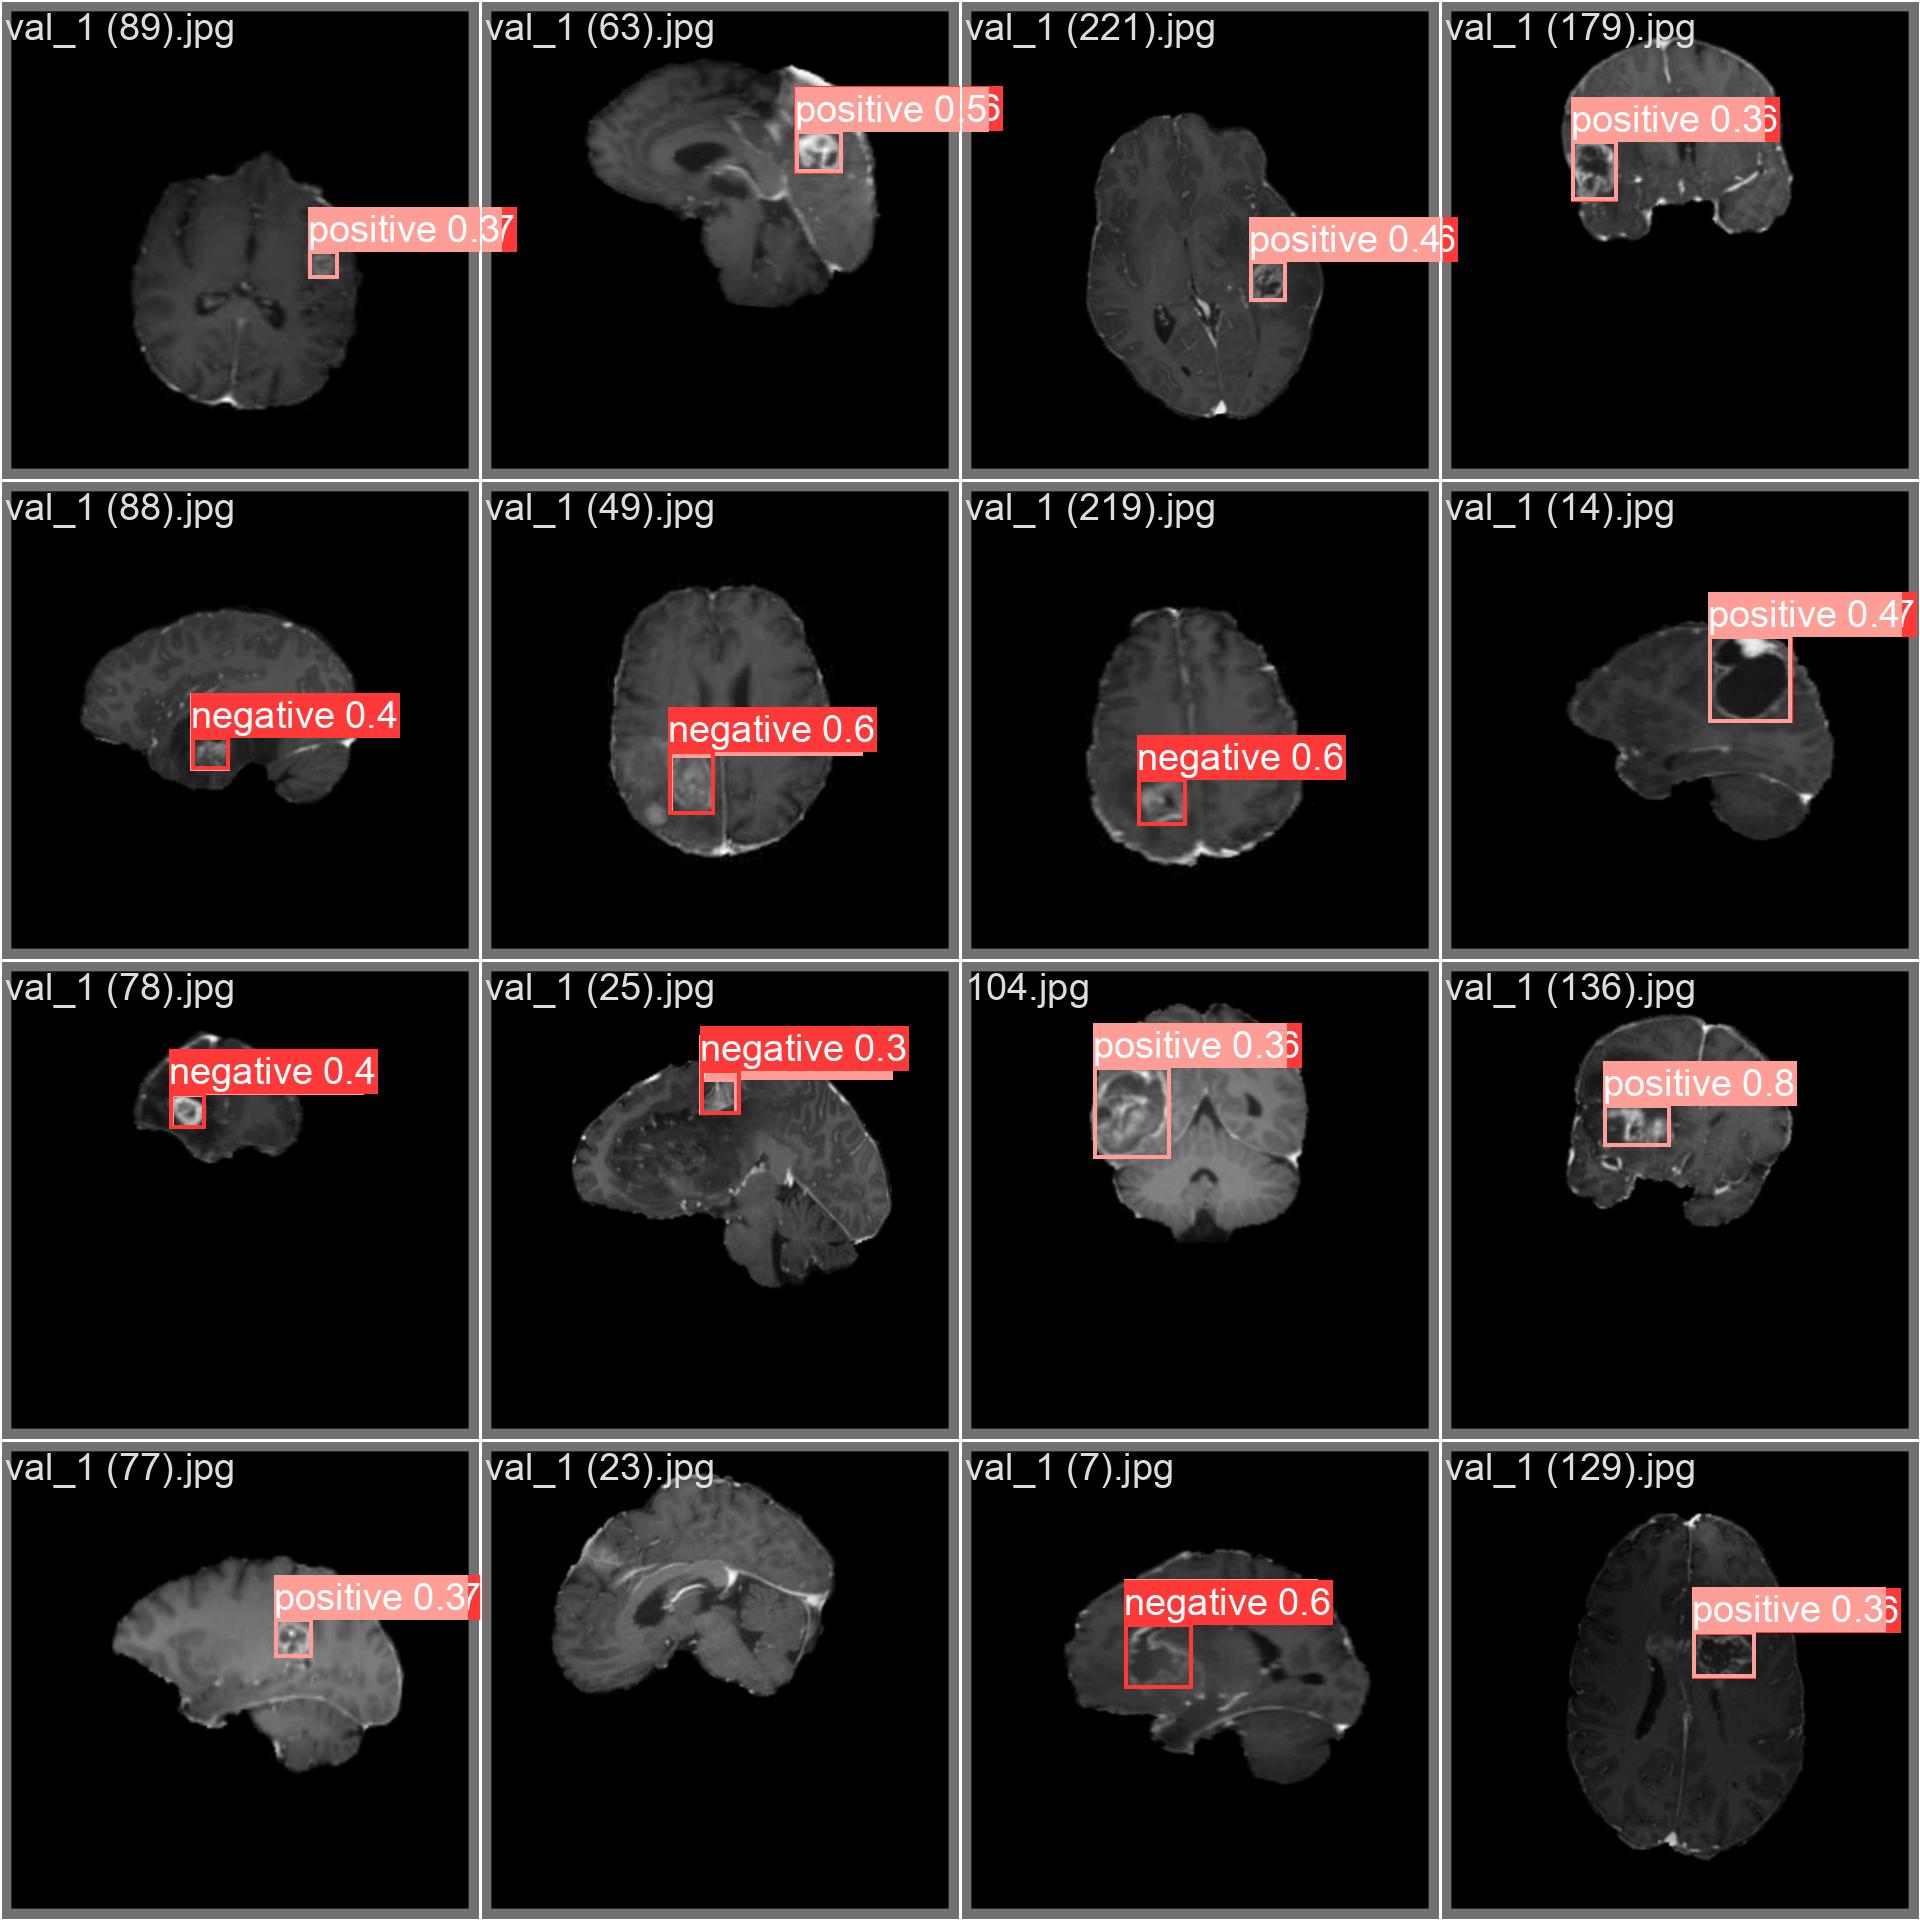 val_1 (89).jpg
positive 0.37
val_1 (63).jpg
positive 0.56
val_1 (221).jpg
positive 0.46
val_1 (179).jpg
positive 0.36
val_1 (88).jpg
negative 0.4
val_1 (49).jpg
negative 0.6
val_1 (219).jpg
negative 0.6
val_1 (14).jpg
positive 0.47
val_1 (78).jpg
negative 0.4
val_1 (25).jpg
negative 0.3
104.jpg
positive 0.36
val_1 (136).jpg
positive 0.8
val_1 (77).jpg
positive 0.37
val_1 (23).jpg
val_1 (7).jpg
negative 0.6
val_1 (129).jpg
positive 0.36